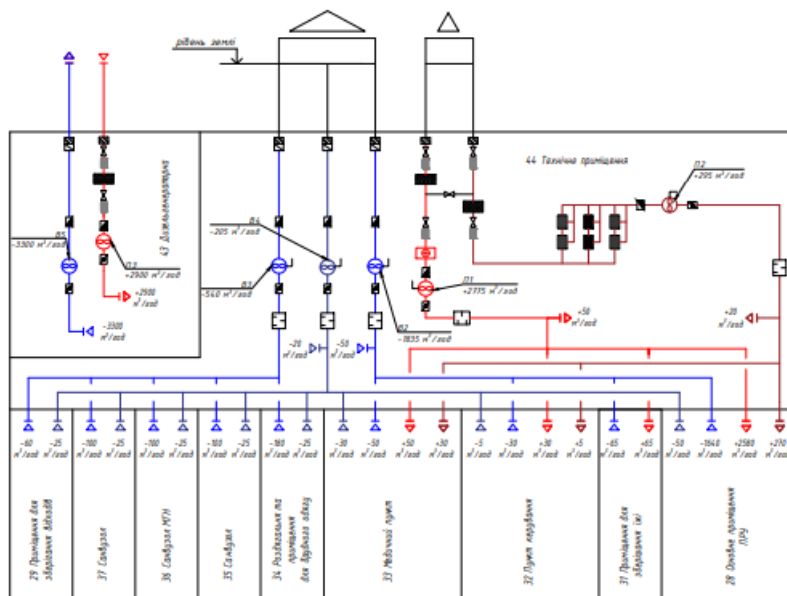 рівень землі
43 Дизельгенераторна
44 Технічне приміщення
П2
+295 м³/год
В4
-205 м³/год
В5
-3300 м³/год
П3
+2900 м³/год
В3
-540 м³/год
П1
+2775 м³/год
В2
-1835 м³/год
+2900
м³/год
-3300
м³/год
-20
м³/год
-50
м³/год
+50
м³/год
+20
м³/год
-60
м³/год
-25
м³/год
-100
м³/год
-25
м³/год
-100
м³/год
-25
м³/год
-100
м³/год
-25
м³/год
-180
м³/год
-25
м³/год
-30
м³/год
-50
м³/год
+50
м³/год
+30
м³/год
-5
м³/год
-30
м³/год
+30
м³/год
+5
м³/год
-65
м³/год
+65
м³/год
-50
м³/год
-1640
м³/год
+2580
м³/год
+270
м³/год
29 Приміщення для
зберігання відходів
37 Санвузол
36 Санвузол МГН
35 Санвузол
34 Роздягальня та
приміщення
для брудного одягу
33 Медичний пункт
32 Пункт керування
31 Приміщення для
зберігання їжі
28 Основне приміщення
ПРУ